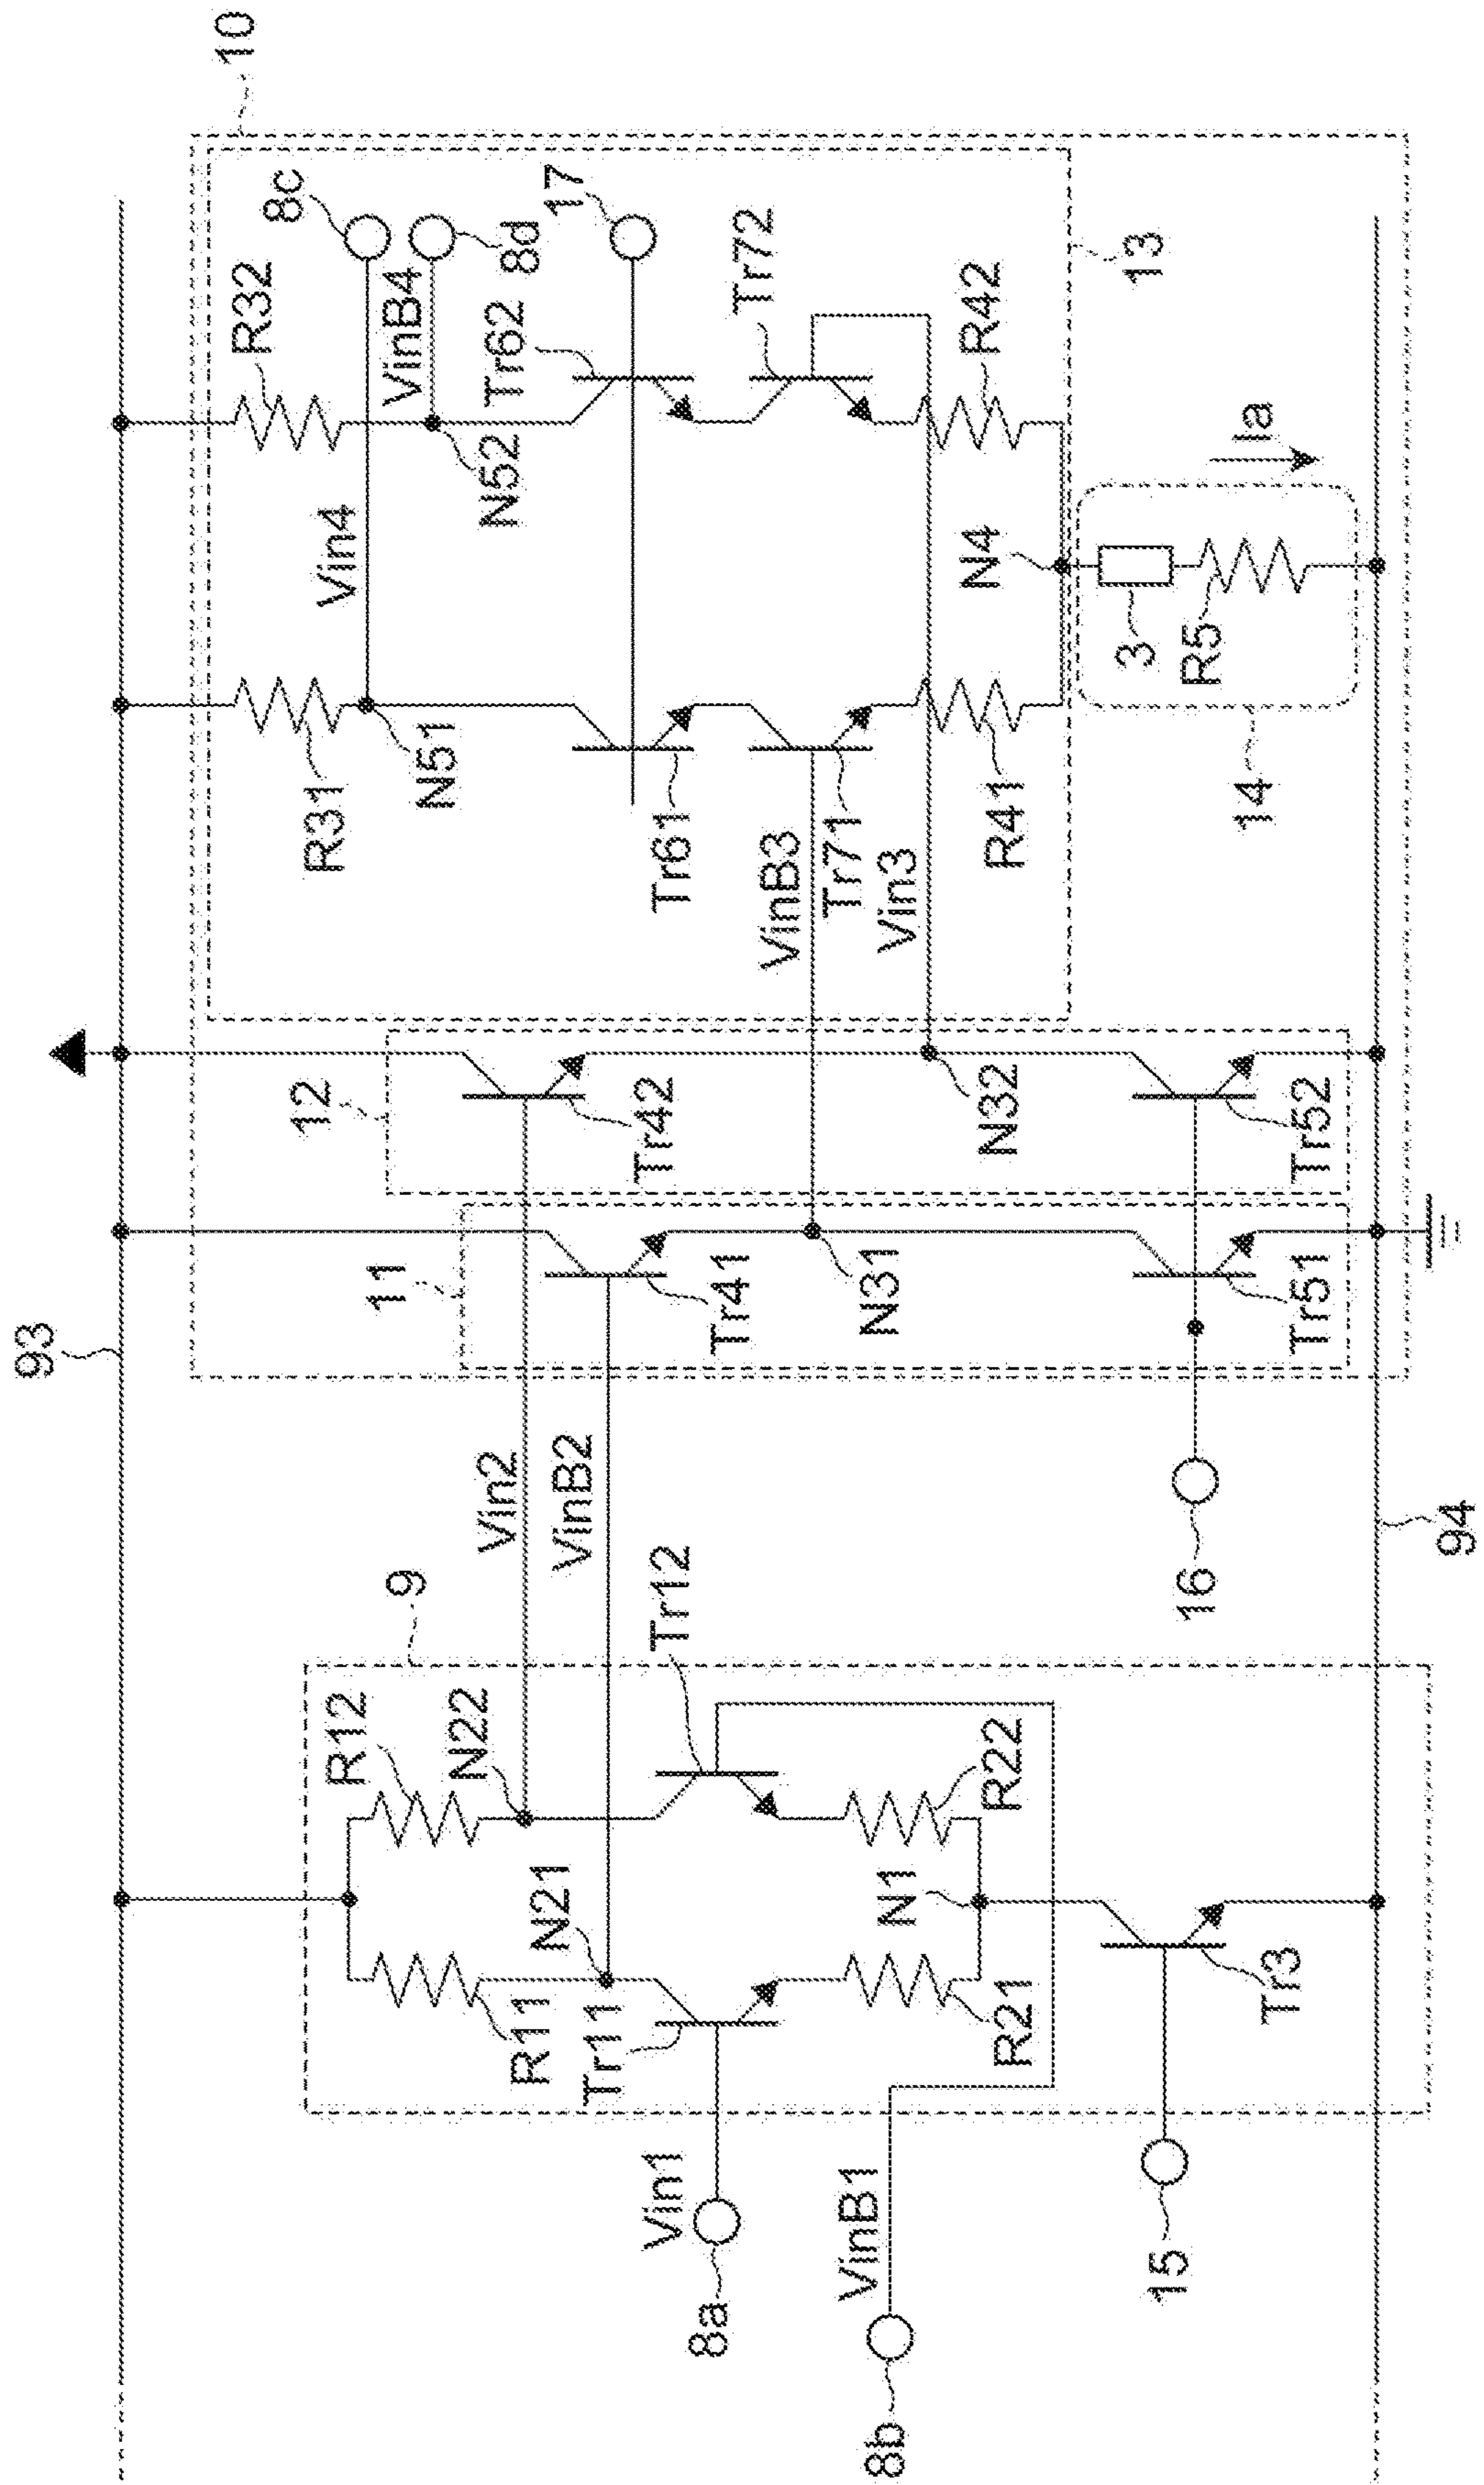 10
93
8c
8d
17
R32
VinB4
Tr62
Tr72
R42
13
N52
Vin4
N4
Ia
3
R5
14
R31
N51
Tr61
VinB3
Tr71
Vin3
R41
12
Tr42
N32
Tr52
11
Tr41
N31
Tr51
Vin2
VinB2
16
94
9
Tr12
R12
N22
R22
N21
N1
R11
Tr11
R21
Tr3
Vin1
8a
VinB1
8b
15